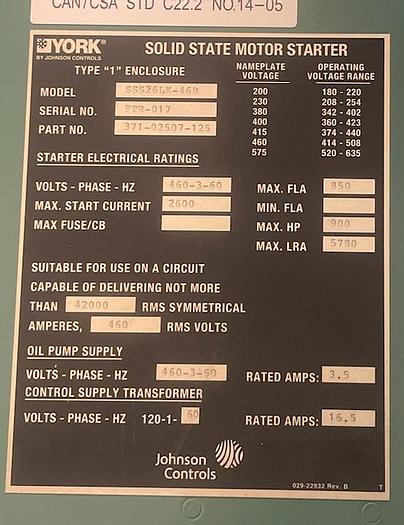 CAN/CSA STD C22.2 NO.14-05
YORK®
BY JOHNSON CONTROLS
SOLID STATE MOTOR STARTER
TYPE "1" ENCLOSURE
NAMEPLATE VOLTAGE OPERATING VOLTAGE RANGE
200 180 - 220
230 208 - 254
380 342 - 402
400 360 - 423
415 374 - 440
460 414 - 508
575 520 - 635
MODEL SSS26LK-46B
SERIAL NO. -017
PART NO. 371-02507-125
STARTER ELECTRICAL RATINGS
VOLTS - PHASE - HZ 460-3-60
MAX. START CURRENT 2600
MAX FUSE/CB
MAX. FLA 850
MIN. FLA
MAX. HP 900
MAX. LRA 5780
SUITABLE FOR USE ON A CIRCUIT
CAPABLE OF DELIVERING NOT MORE
THAN 42000 RMS SYMMETRICAL
AMPERES, 460 RMS VOLTS
OIL PUMP SUPPLY
VOLTS - PHASE - HZ 460-3-60 RATED AMPS: 3.5
CONTROL SUPPLY TRANSFORMER
VOLTS - PHASE - HZ 120-1-60 RATED AMPS: 16.5
Johnson
Controls
029-22932 Rev. B T